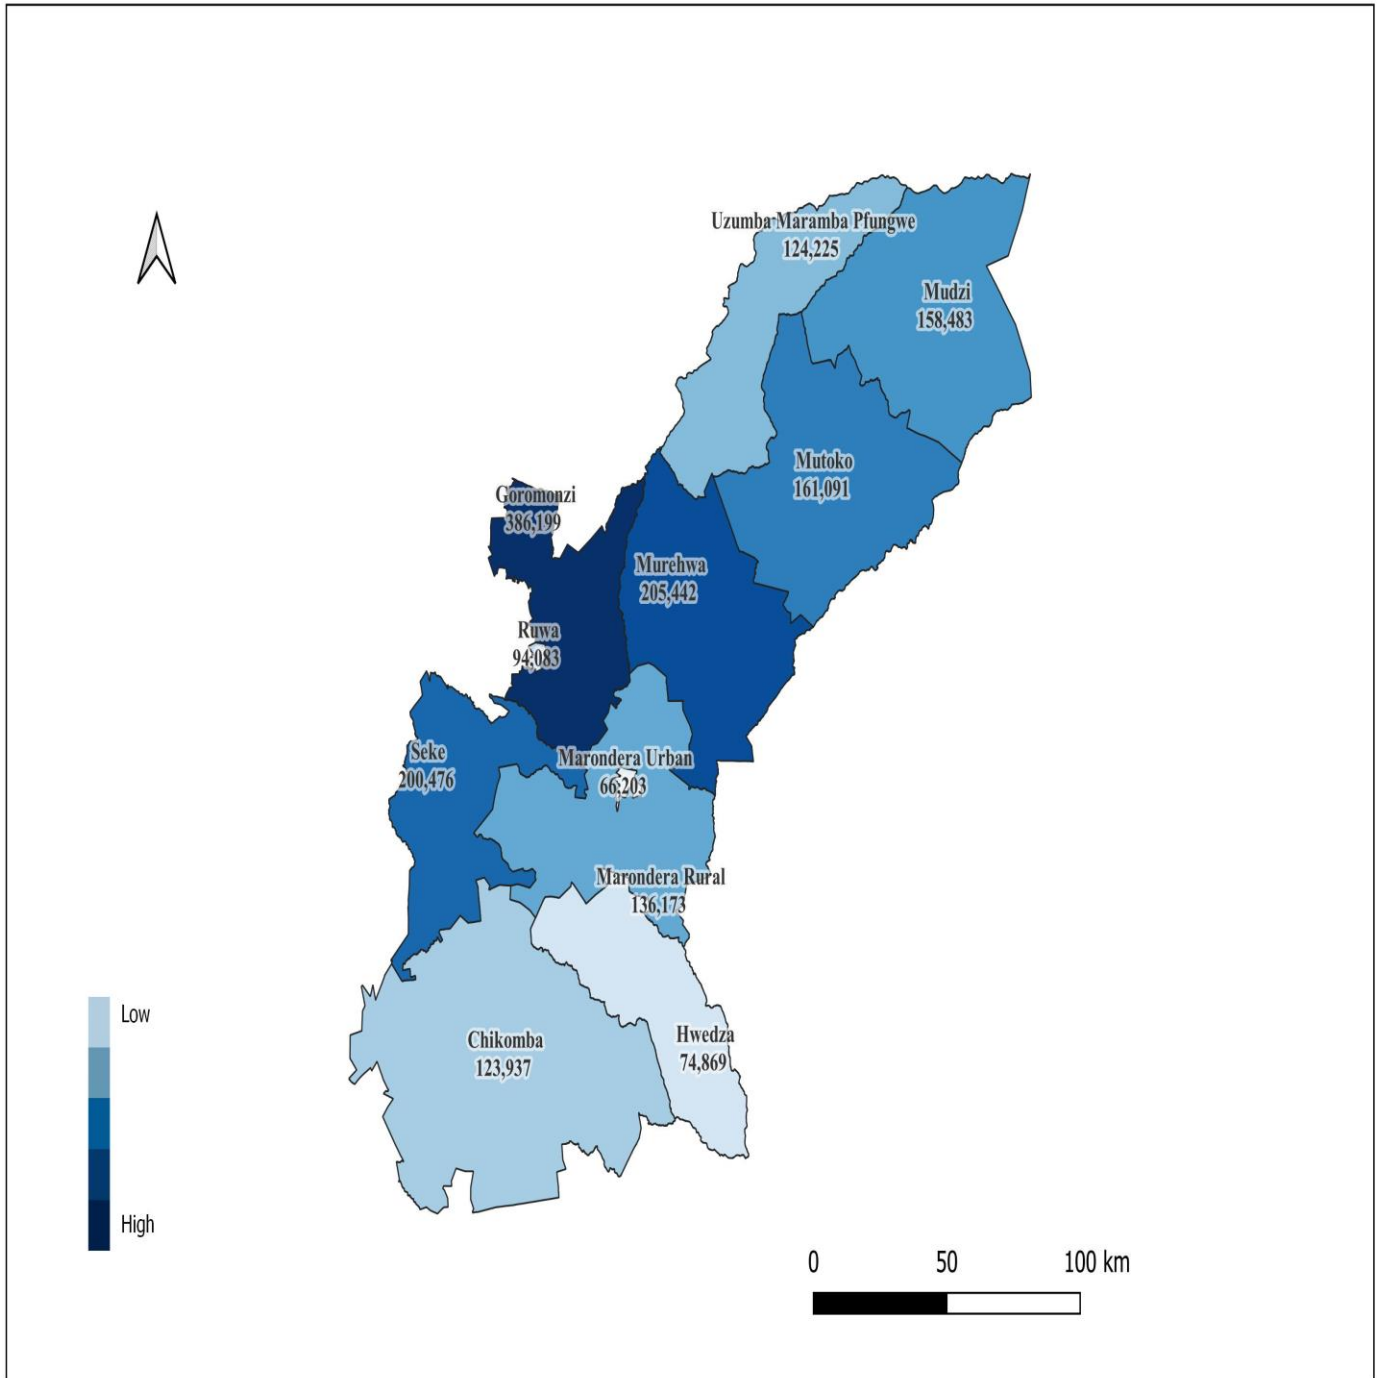 Uzumba Maramba Pfungwe
124,225
Mudzi
158,483
Mutoko
161,091
Goromonzi
386,199
Murehwa
205,442
Ruwa
94,083
Seke
200,476
Marondera Urban
66,203
Marondera Rural
136,173
Chikomba
123,937
Hwedza
74,869
Low
High
0 50 100 km